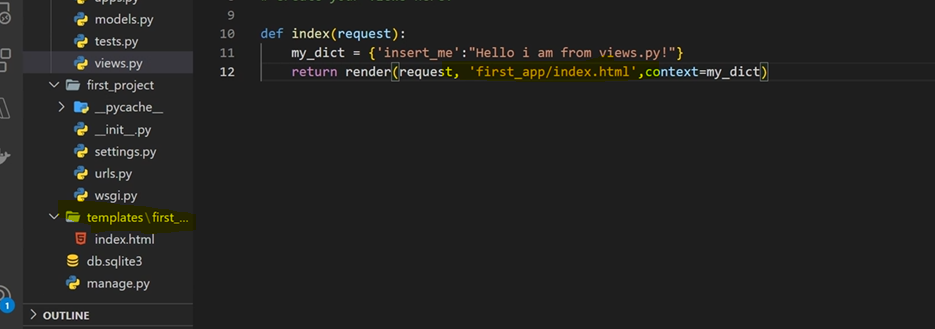 apps.py
models.py
tests.py
views.py
first_project
__pycache__
__init__.py
settings.py
urls.py
wsgi.py
templates\first_...
index.html
db.sqlite3
manage.py
OUTLINE
1
9
10 def index(request):
11 my_dict = {'insert_me':"Hello i am from views.py!"}
12 return render(request, 'first_app/index.html',context=my_dict)